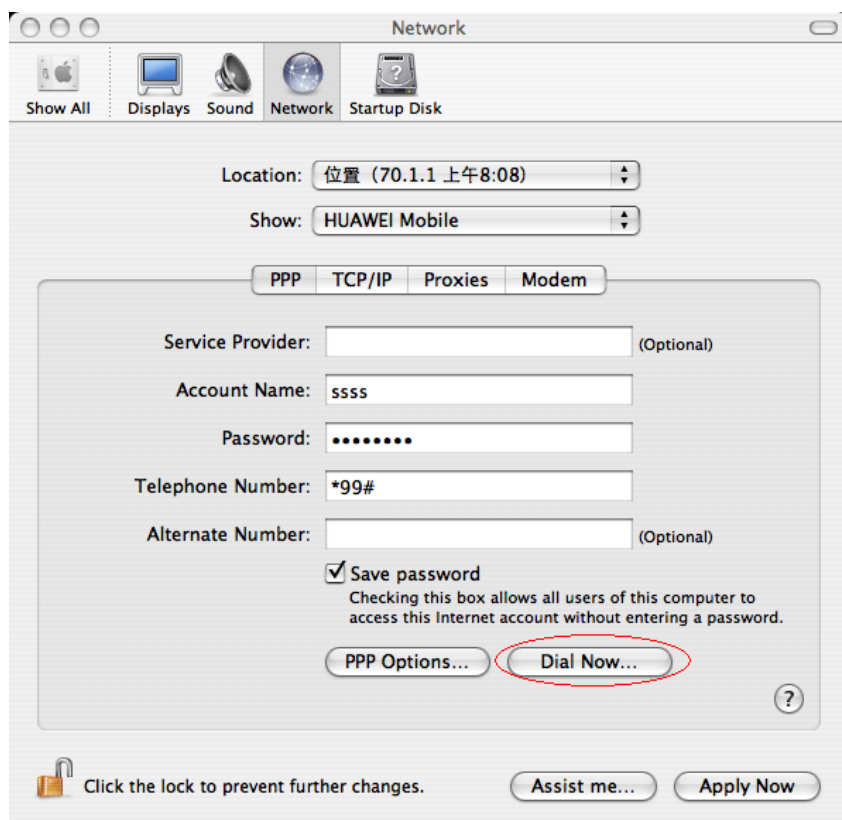 Network
Show All
Displays
Sound
Network
Startup Disk
Location: 位置（70.1.1 上午8:08）
Show: HUAWEI Mobile
PPP TCP/IP Proxies Modem
Service Provider: (Optional)
Account Name: ssss
Password: ••••••••
Telephone Number: *99#
Alternate Number: (Optional)
Save password
Checking this box allows all users of this computer to
access this Internet account without entering a password.
PPP Options... Dial Now...
?
Click the lock to prevent further changes. Assist me... Apply Now